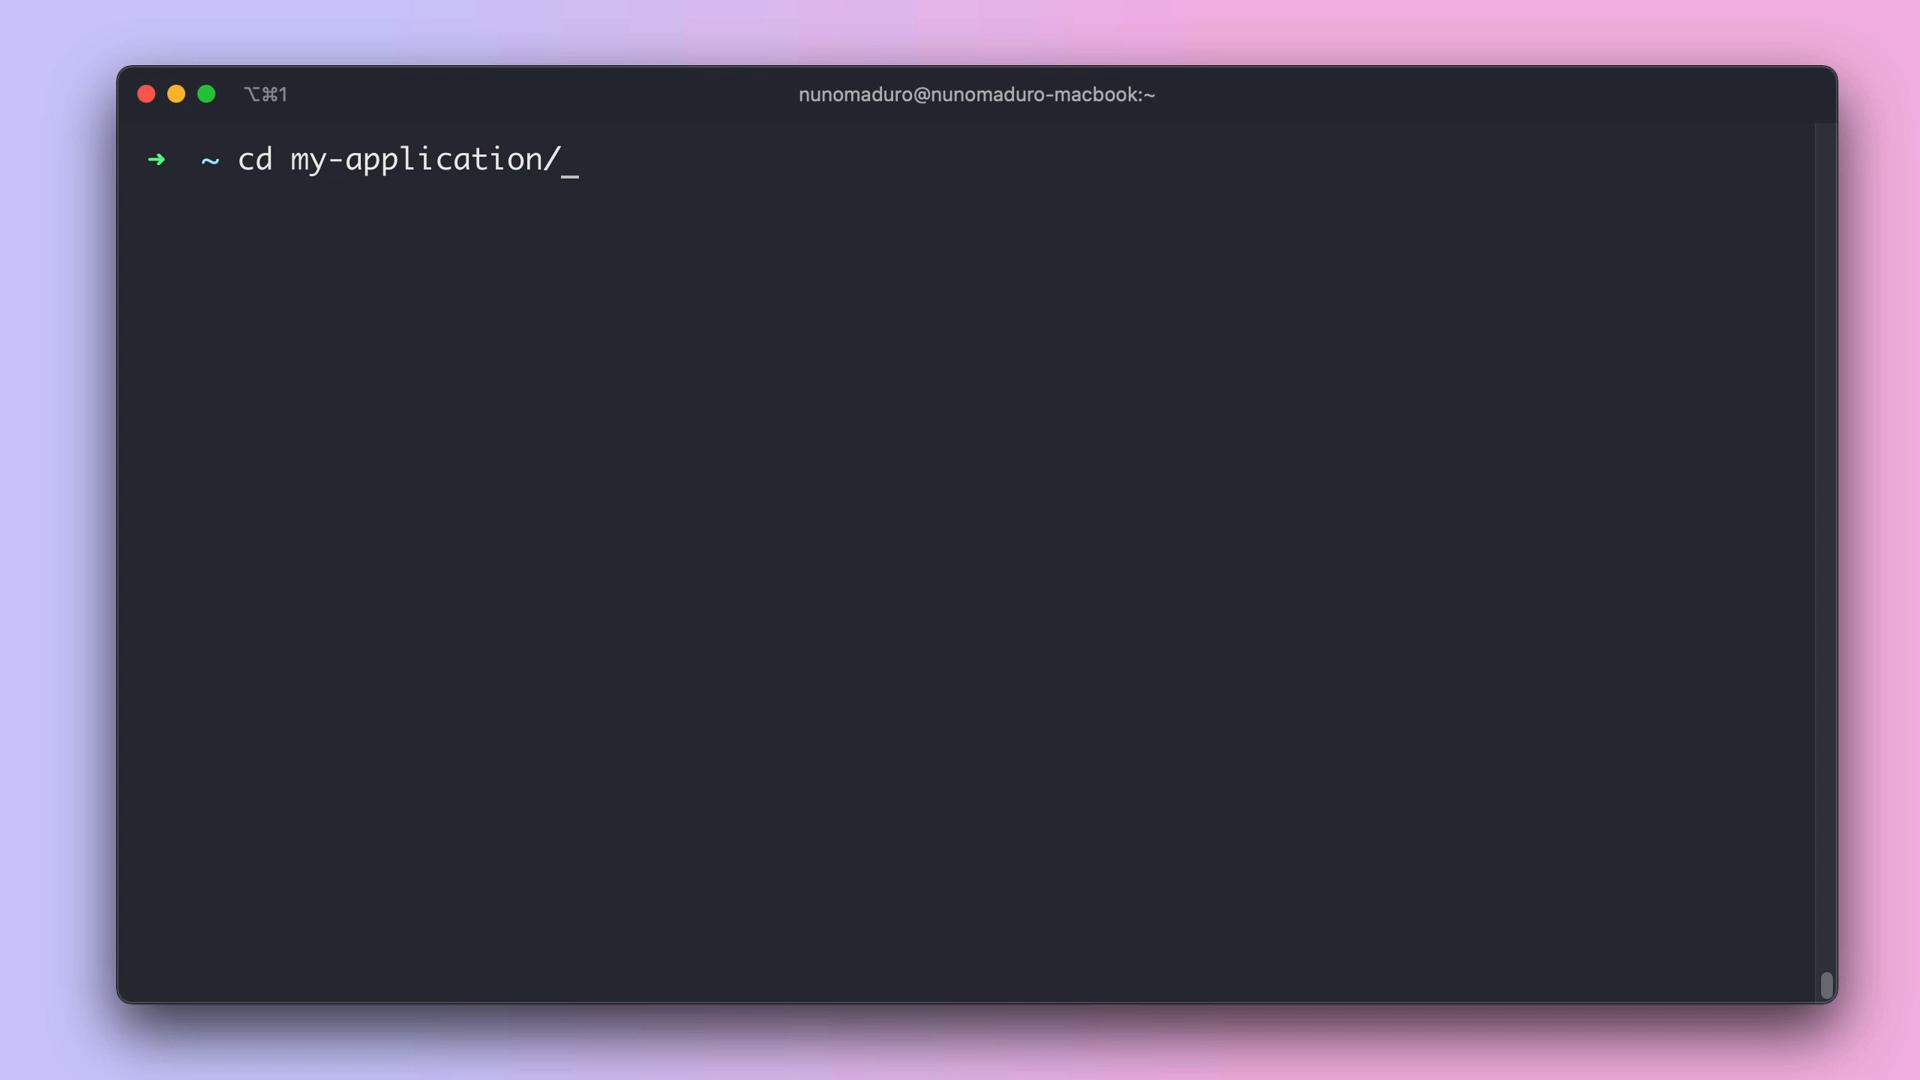 ⌥⌘1
nunomaduro@nunomaduro-macbook:~
➜ ~ cd my-application/_